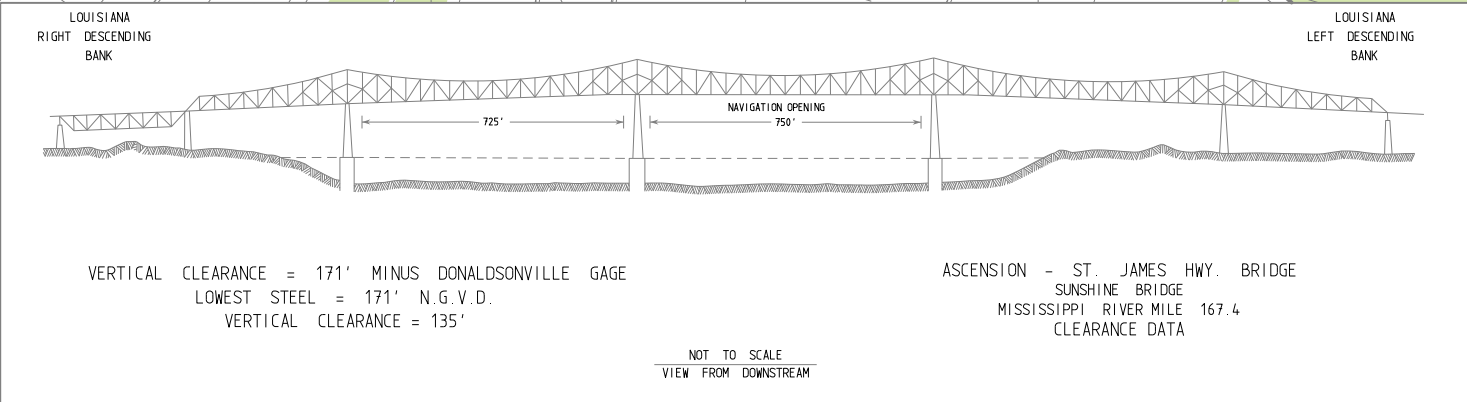 LOUISIANA
RIGHT DESCENDING
BANK
LOUISIANA
LEFT DESCENDING
BANK
NAVIGATION OPENING
725'
750'
VERTICAL CLEARANCE = 171' MINUS DONALDSONVILLE GAGE
LOWEST STEEL = 171' N.G.V.D.
VERTICAL CLEARANCE = 135'
ASCENSION - ST. JAMES HWY. BRIDGE
SUNSHINE BRIDGE
MISSISSIPPI RIVER MILE 167.4
CLEARANCE DATA
NOT TO SCALE
VIEW FROM DOWNSTREAM